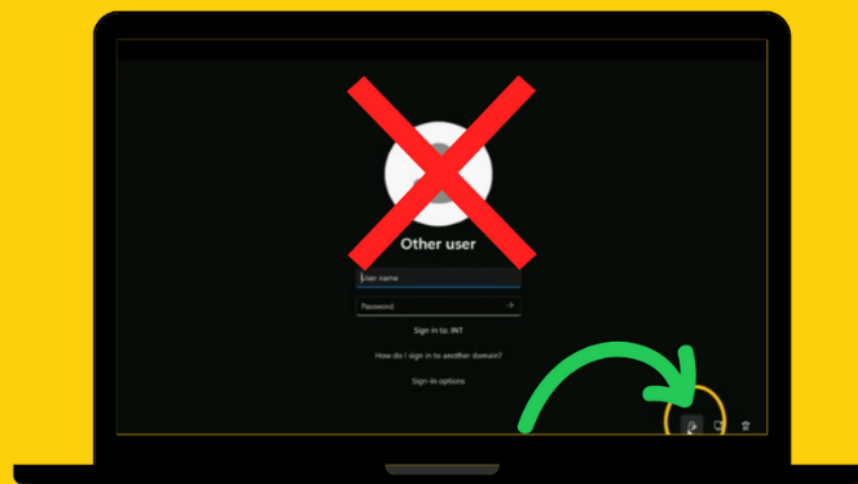 Other user
User name
Password
Sign in to: INT
How do I sign in to another domain?
Sign-in options